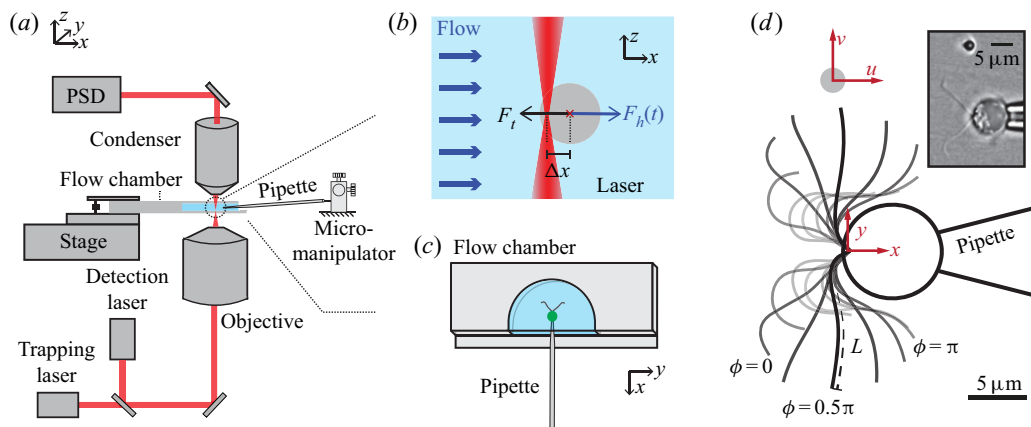 (a)
z
y
x
PSD
Condenser
Flow chamber
Pipette
Stage
Micro-
manipulator
Detection
laser
Objective
Trapping
laser
(b)
Flow
z
x
F_t
F_h(t)
Δx
Laser
(c) Flow chamber
Pipette
y
x
(d)
v
u
5 μm
y
x
Pipette
L
ϕ = 0
ϕ = π
ϕ = 0.5π
5 μm